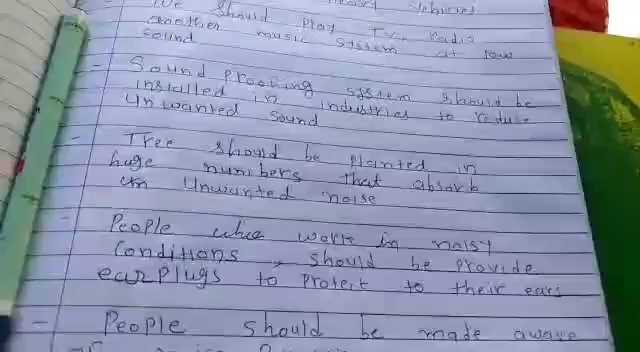 We should play T.V. radio
another music system at low
sound
- Sound proofing system should be
installed in industries to reduce
unwanted sound
- Tree should be planted in
huge numbers that absorb
un unwanted noise
- People who work in noisy
conditions, should be provide
earplugs to protect to their ears
- People should be made aware